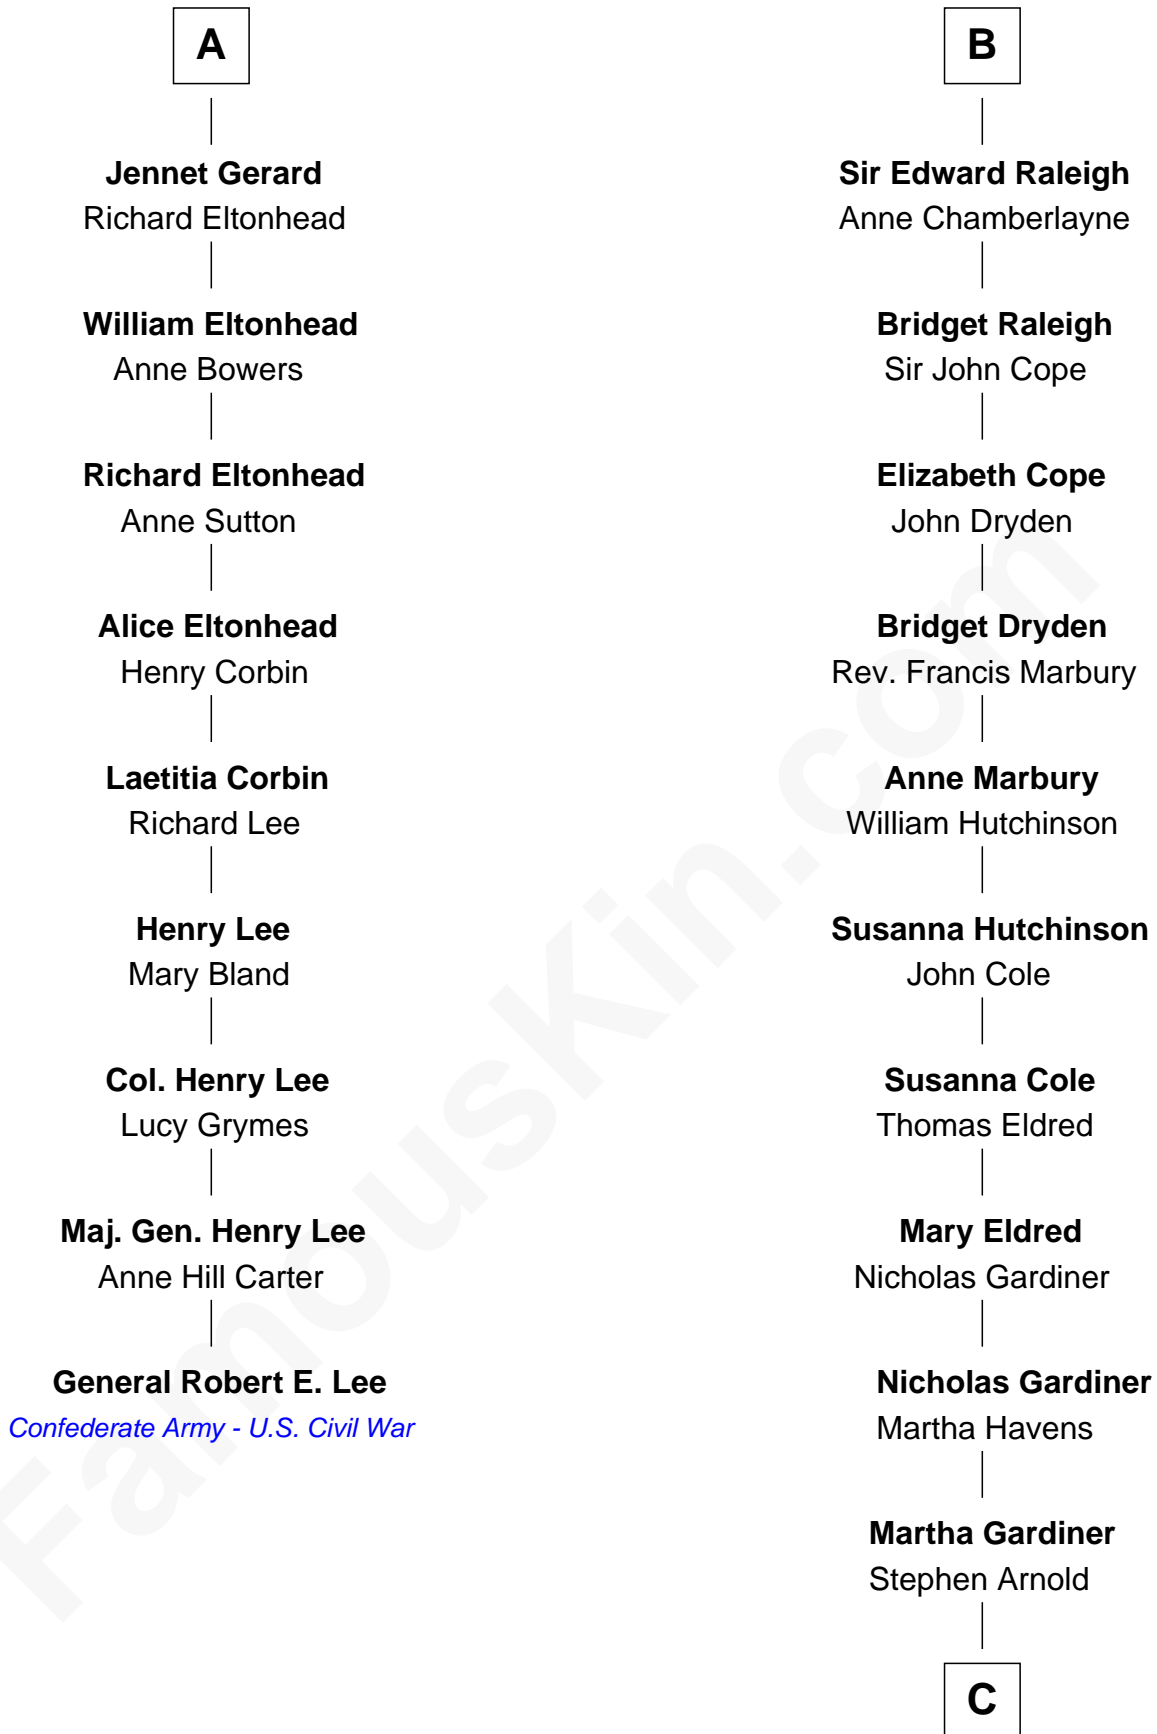 A
Jennet Gerard
Richard Eltonhead
William Eltonhead
Anne Bowers
Richard Eltonhead
Anne Sutton
Alice Eltonhead
Henry Corbin
Laetitia Corbin
Richard Lee
Henry Lee
Mary Bland
Col. Henry Lee
Lucy Grymes
Maj. Gen. Henry Lee
Anne Hill Carter
General Robert E. Lee
Confederate Army - U.S. Civil War
B
Sir Edward Raleigh
Anne Chamberlayne
Bridget Raleigh
Sir John Cope
Elizabeth Cope
John Dryden
Bridget Dryden
Rev. Francis Marbury
Anne Marbury
William Hutchinson
Susanna Hutchinson
John Cole
Susanna Cole
Thomas Eldred
Mary Eldred
Nicholas Gardiner
Nicholas Gardiner
Martha Havens
Martha Gardiner
Stephen Arnold
C
FamousKin.com